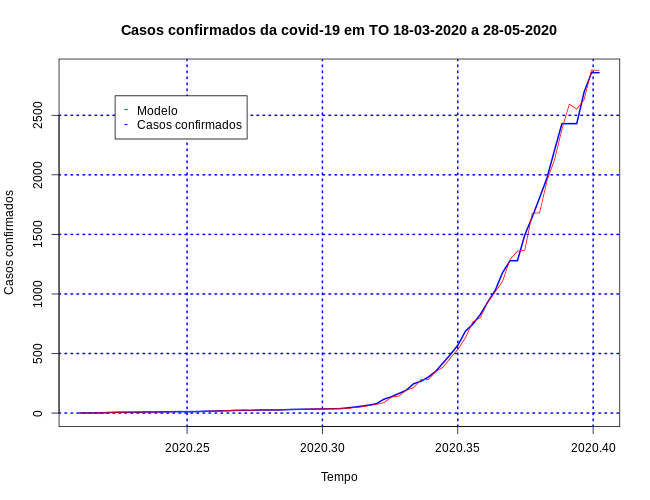 Casos confirmados da covid-19 em TO 18-03-2020 a 28-05-2020
Modelo
Casos confirmados
Casos confirmados
2500
2000
1500
1000
500
0
2020.25 2020.30 2020.35 2020.40
Tempo